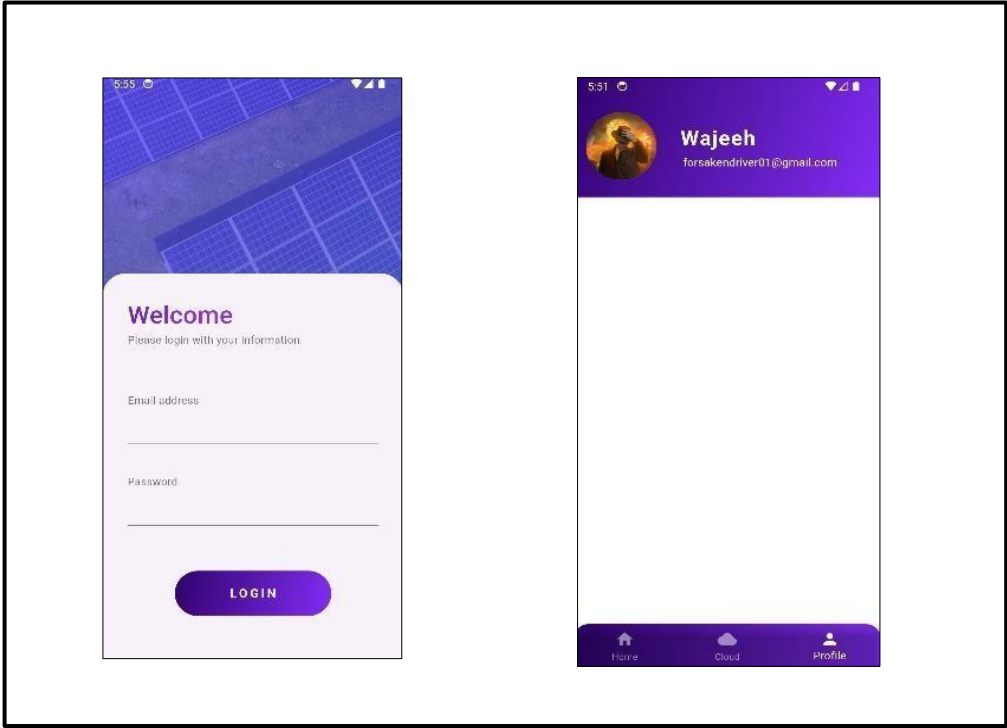 5:55
Welcome
Please login with your information
Email address
Password
LOGIN
5:51
Wajeeh
forsakendriver01@gmail.com
Home Cloud Profile